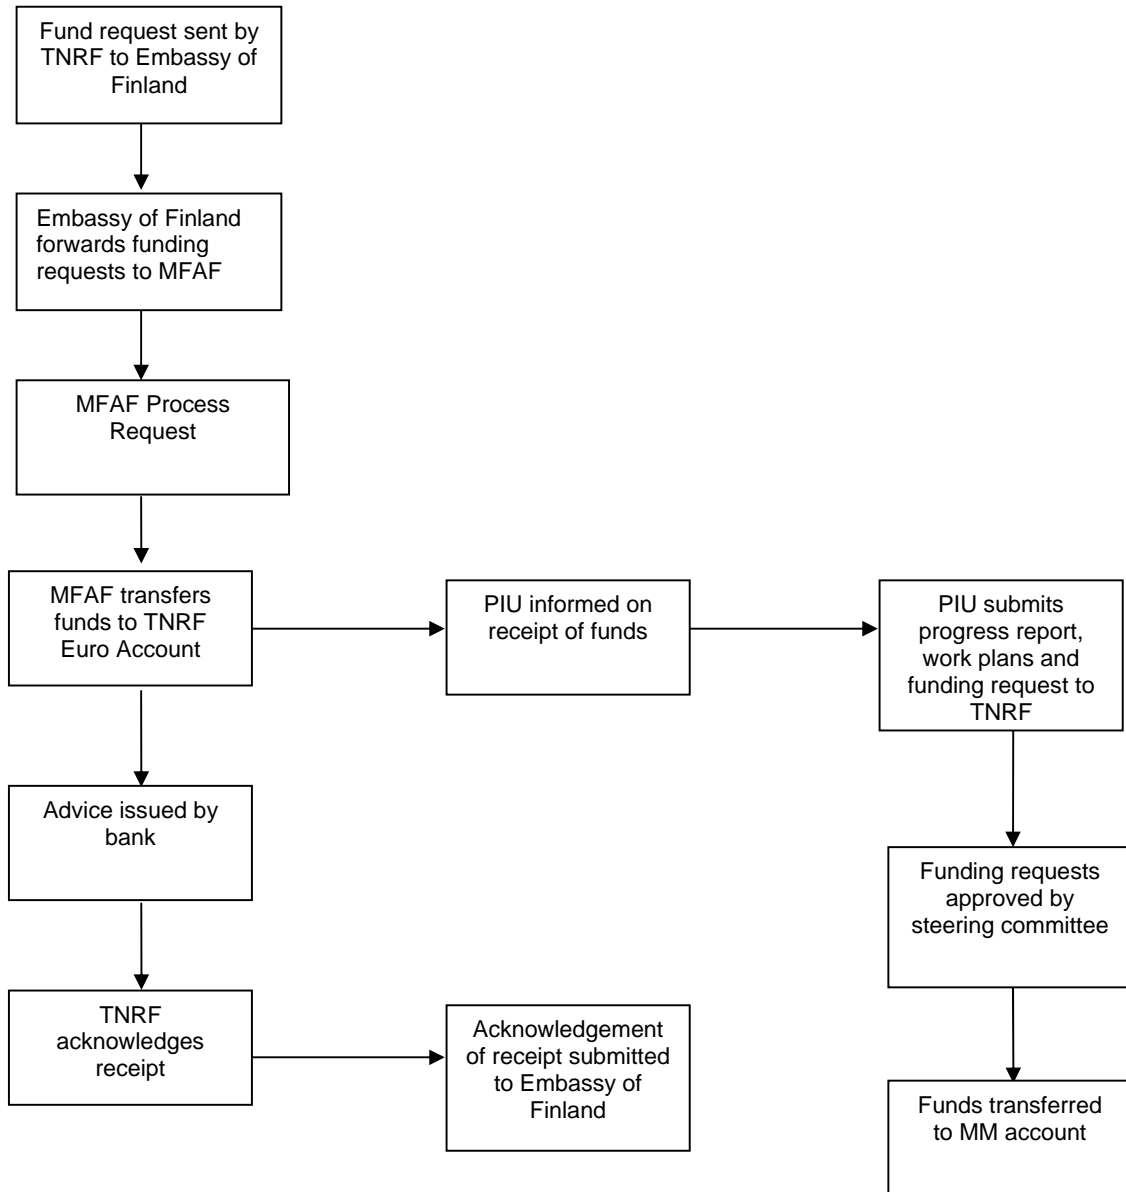 Fund request sent by
TNRF to Embassy of
Finland
Embassy of Finland
forwards funding
requests to MFAF
MFAF Process
Request
MFAF transfers
funds to TNRF
Euro Account
PIU informed on
receipt of funds
PIU submits
progress report,
work plans and
funding request to
TNRF
Advice issued by
bank
Funding requests
approved by
steering committee
TNRF
acknowledges
receipt
Acknowledgement
of receipt submitted
to Embassy of
Finland
Funds transferred
to MM account